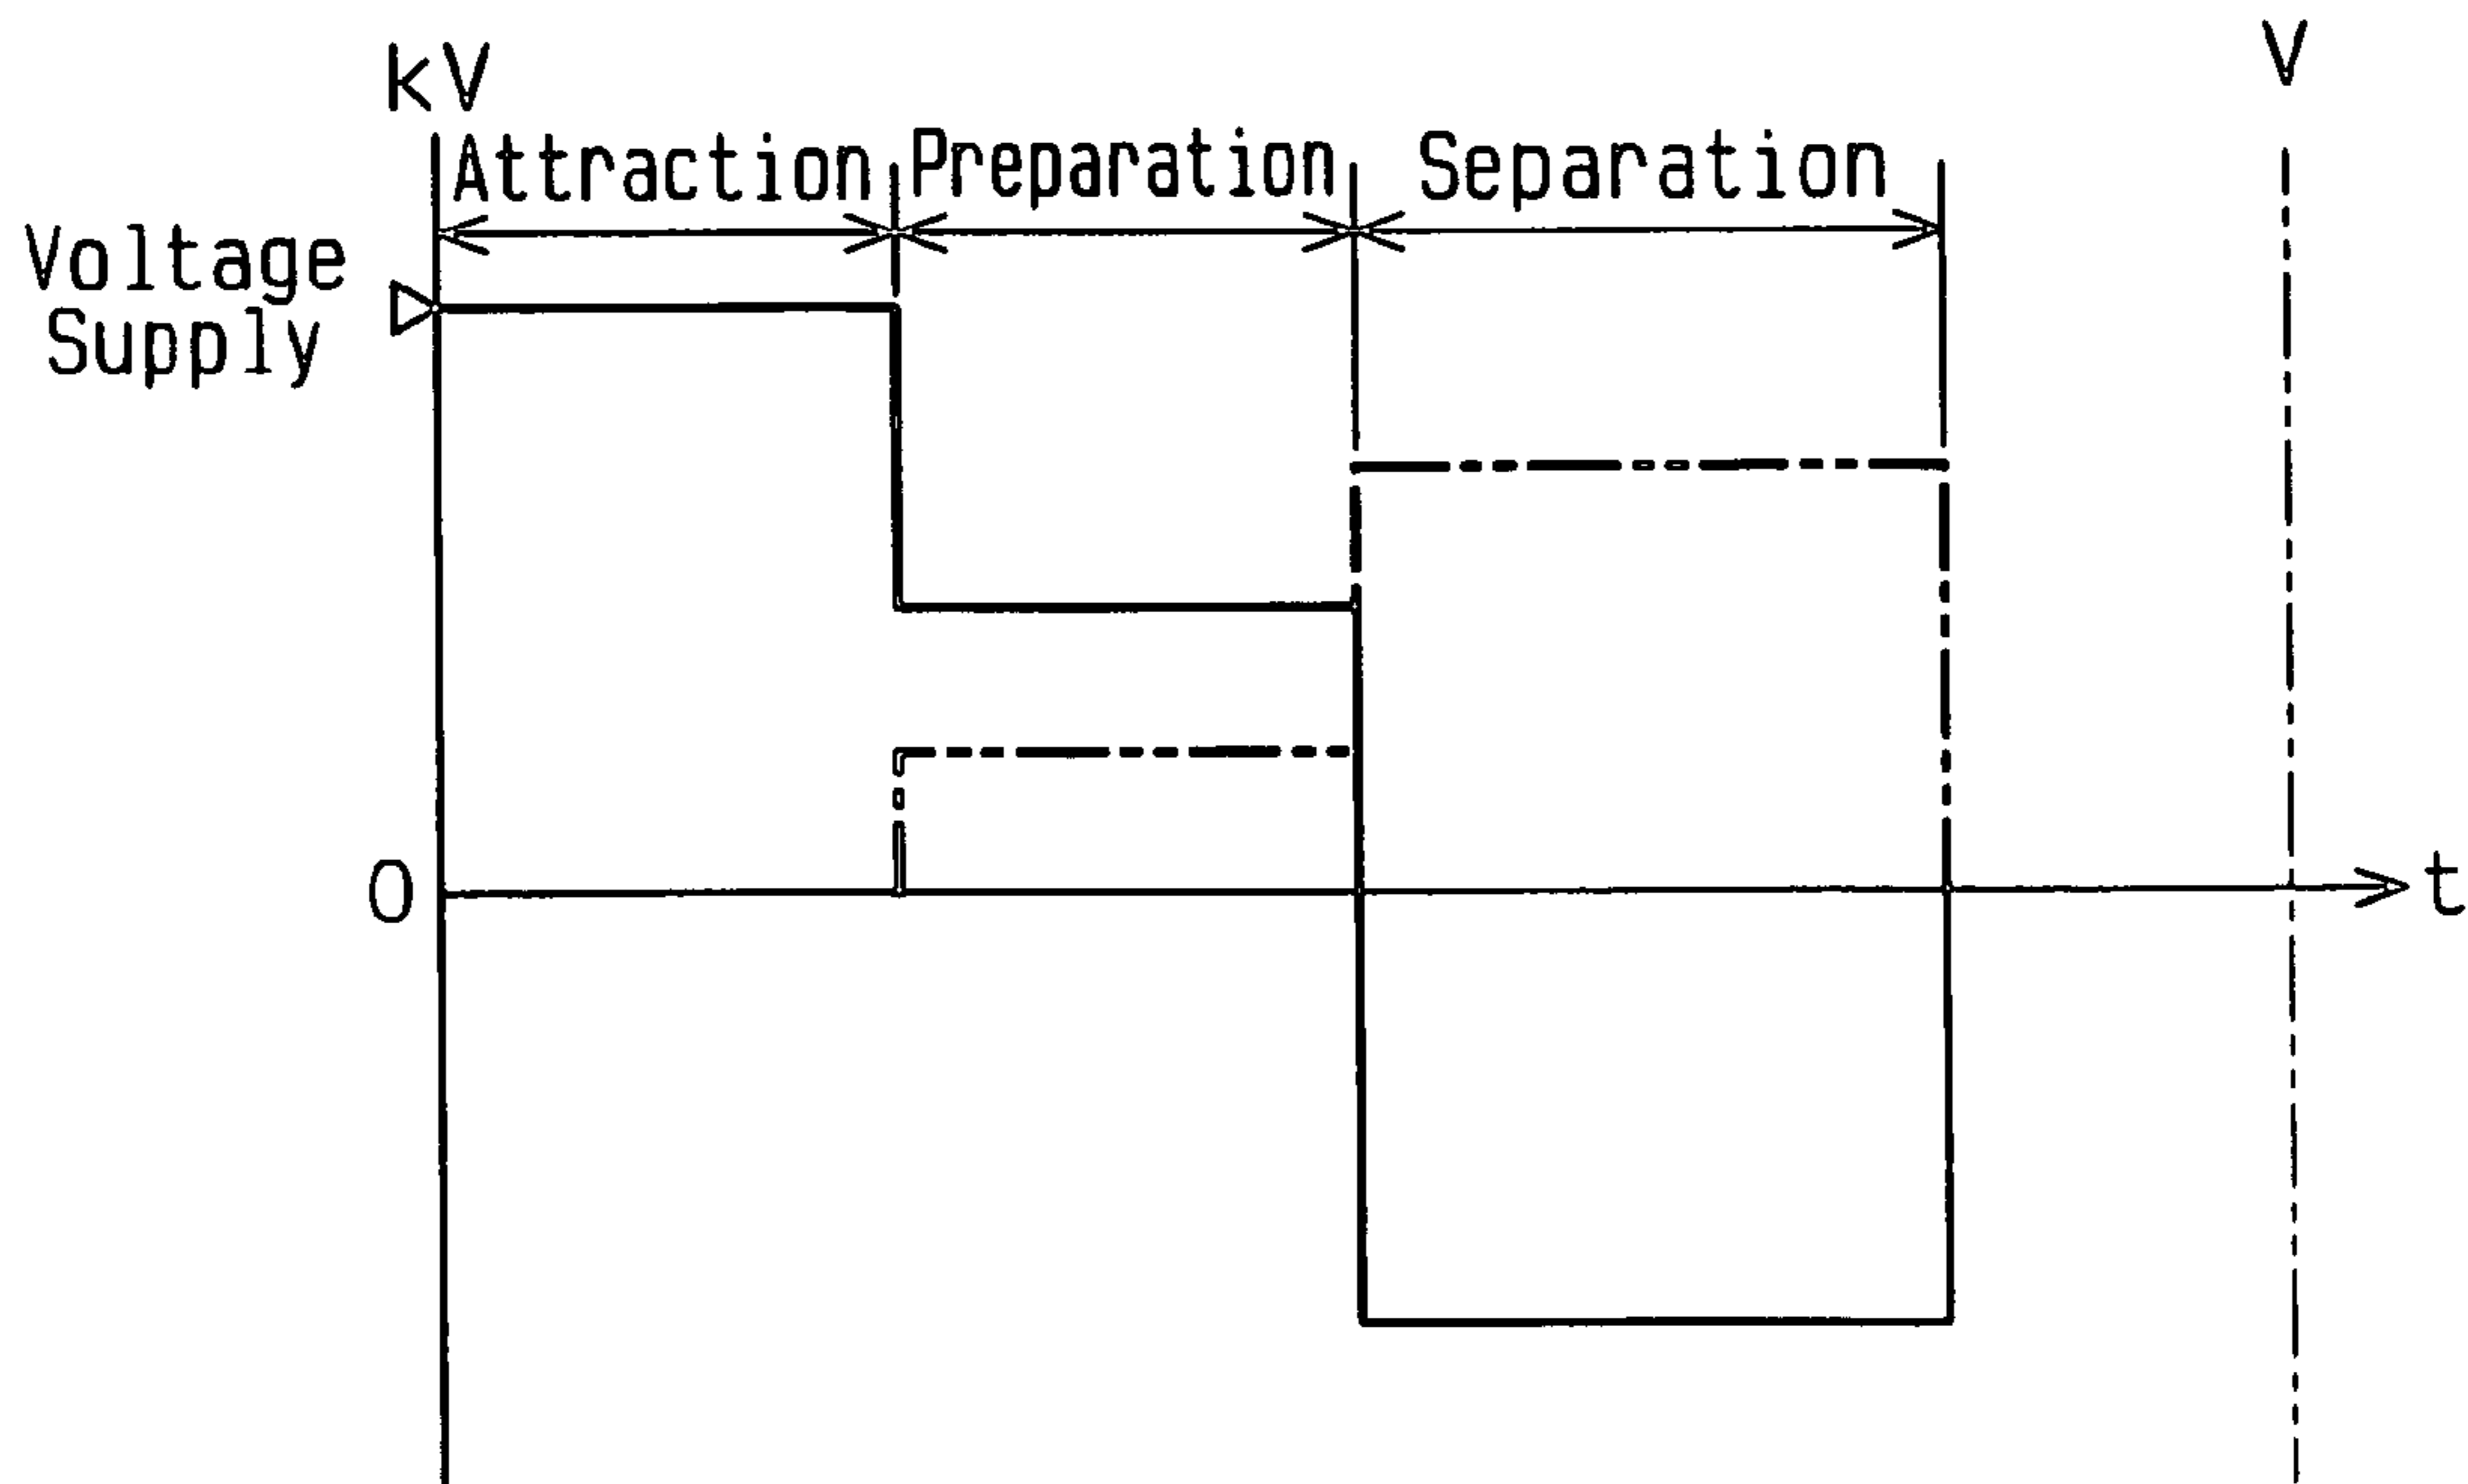 kV
V
Attraction
Preparation
Separation
Voltage
Supply
0
t